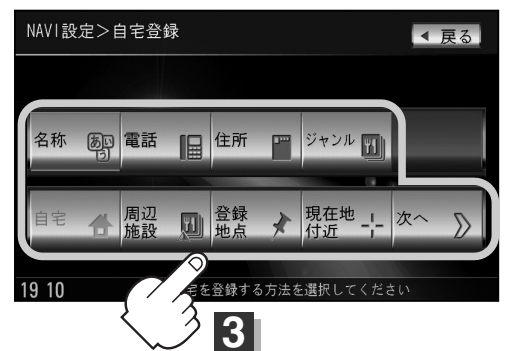 NAVI設定＞自宅登録
◀ 戻る
名称 あいう 電話 住所 ジャンル
自宅 周辺施設 登録地点 現在地付近 次へ
19 10 宅を登録する方法を選択してください
3